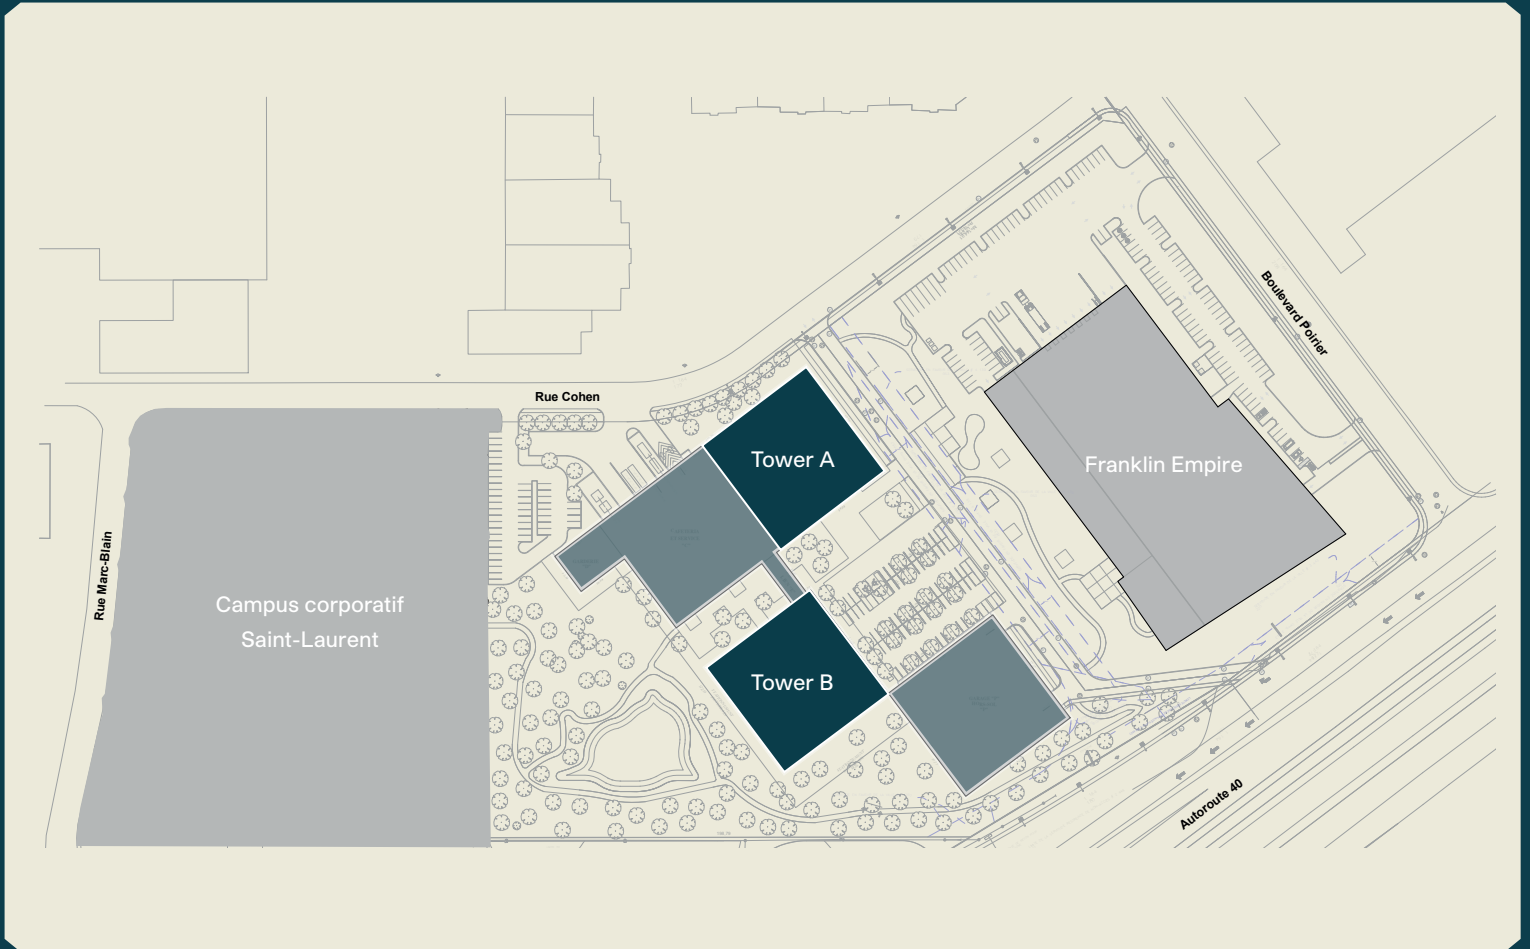 Boulevard Poirier
Rue Cohen
Tower A
Franklin Empire
Rue Marc-Blain
Campus corporatif
Saint-Laurent
Tower B
Autoroute 40